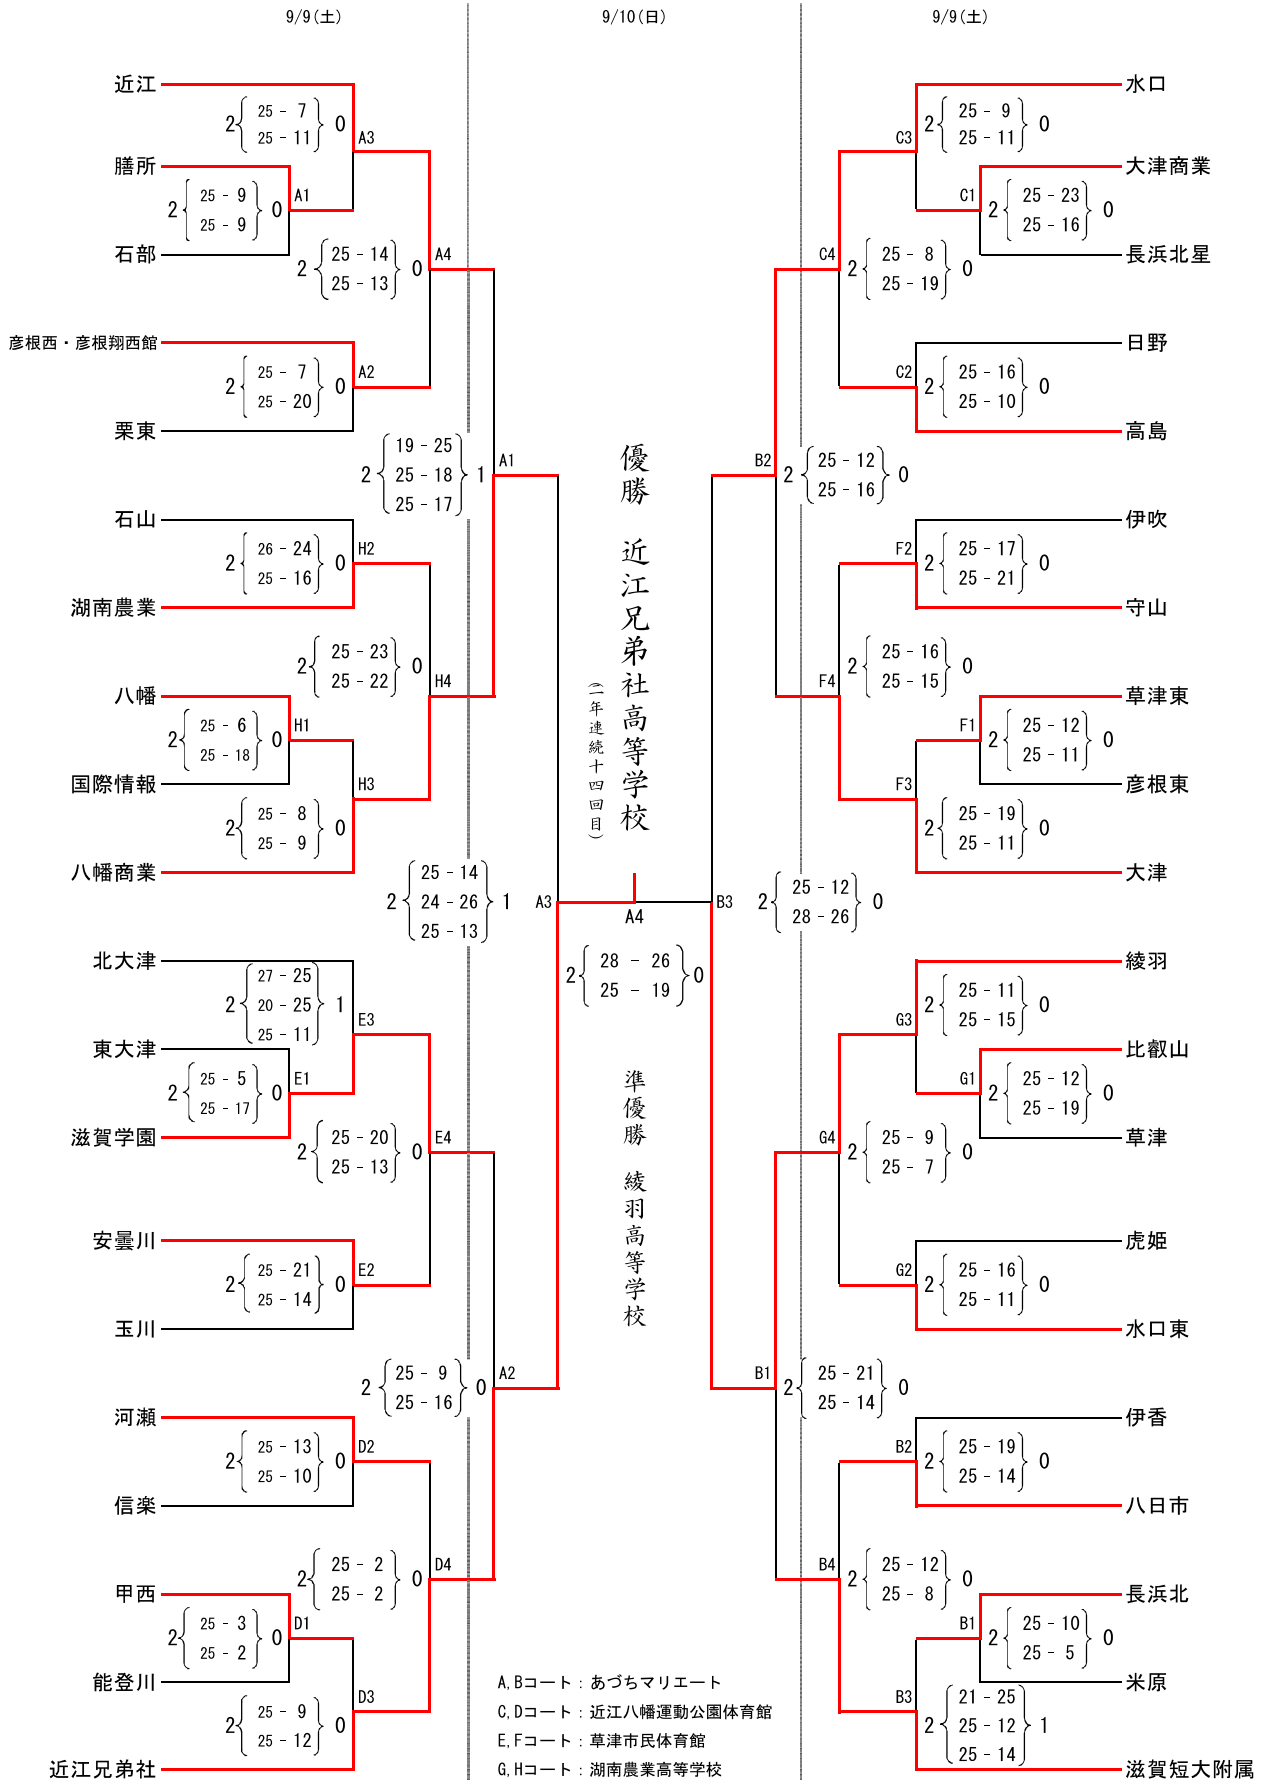 9/9(土)
9/10(日)
9/9(土)
近江
2 25 - 7 0
25 - 11
A3
膳所
2 25 - 9 0
25 - 9
A1
石部
2 25 - 14 0
25 - 13
A4
彦根西・彦根翔西館
2 25 - 7 0
25 - 20
A2
栗東
19 - 25
2 25 - 18 1
25 - 17
A1
石山
2 26 - 24 0
25 - 16
H2
湖南農業
2 25 - 23 0
25 - 22
H4
八幡
2 25 - 6 0
25 - 18
H1
国際情報
H3
2 25 - 8 0
25 - 9
八幡商業
25 - 14
2 24 - 26 1
25 - 13
A3
北大津
27 - 25
2 20 - 25 1
25 - 11
E3
東大津
2 25 - 5 0
25 - 17
E1
滋賀学園
2 25 - 20 0
25 - 13
E4
安曇川
2 25 - 21 0
25 - 14
E2
玉川
2 25 - 9 0
25 - 16
A2
河瀬
2 25 - 13 0
25 - 10
D2
信楽
2 25 - 2 0
25 - 2
D4
甲西
2 25 - 3 0
25 - 2
D1
能登川
D3
2 25 - 9 0
25 - 12
近江兄弟社
優勝 近江兄弟社高等学校
(二年連続十四回目)
A4
2 28 - 26 0
25 - 19
準優勝 綾羽高等学校
A,Bコート：あづちマリエート
C,Dコート：近江八幡運動公園体育館
E,Fコート：草津市民体育館
G,Hコート：湖南農業高等学校
水口
C3
2 25 - 9 0
25 - 11
大津商業
C1
2 25 - 23 0
25 - 16
長浜北星
C4
2 25 - 8 0
25 - 19
日野
C2
2 25 - 16 0
25 - 10
高島
B2
2 25 - 12 0
25 - 16
伊吹
F2
2 25 - 17 0
25 - 21
守山
F4
2 25 - 16 0
25 - 15
草津東
F1
2 25 - 12 0
25 - 11
彦根東
F3
2 25 - 19 0
25 - 11
大津
B3
2 25 - 12 0
28 - 26
綾羽
G3
2 25 - 11 0
25 - 15
比叡山
G1
2 25 - 12 0
25 - 19
草津
G4
2 25 - 9 0
25 - 7
虎姫
G2
2 25 - 16 0
25 - 11
水口東
B1
2 25 - 21 0
25 - 14
伊香
B2
2 25 - 19 0
25 - 14
八日市
B4
2 25 - 12 0
25 - 8
長浜北
B1
2 25 - 10 0
25 - 5
米原
B3
21 - 25
2 25 - 12 1
25 - 14
滋賀短大附属